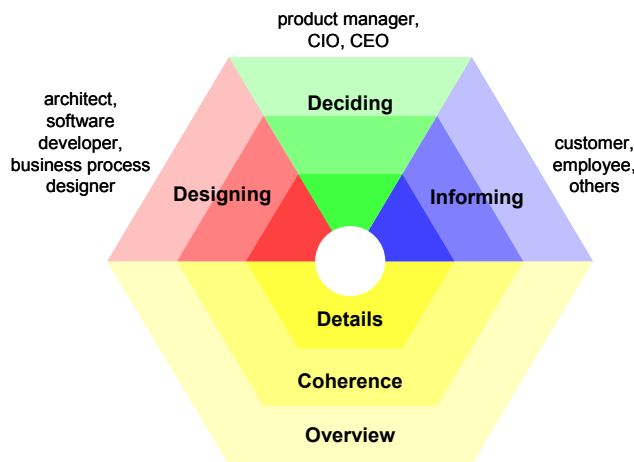 product manager,
CIO, CEO
Deciding
architect,
software
developer,
business process
designer
customer,
employee,
others
Designing
Informing
Details
Coherence
Overview